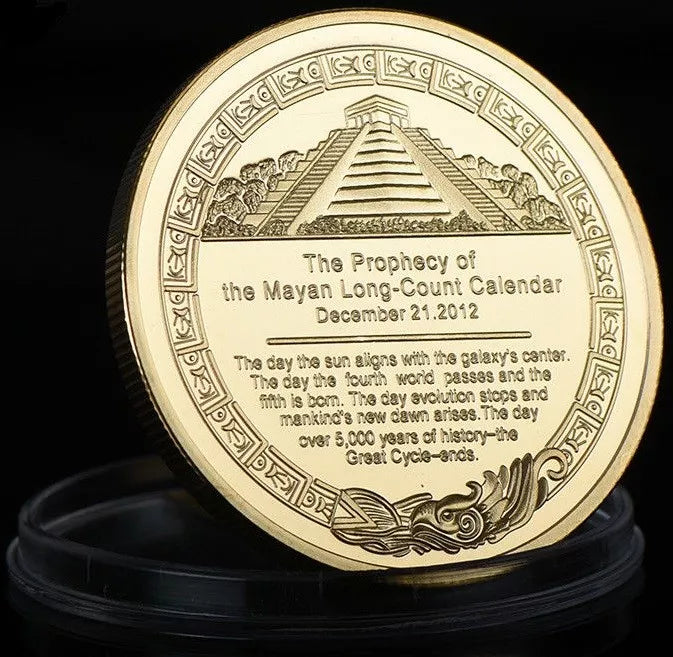 The Prophecy of
the Mayan Long-Count Calendar
December 21.2012
The day the sun aligns with the galaxy's center.
The day the fourth world passes and the
fifth is born. The day evolution stops and
mankind's new dawn arises.The day
over 5,000 years of history-the
Great Cycle-ends.